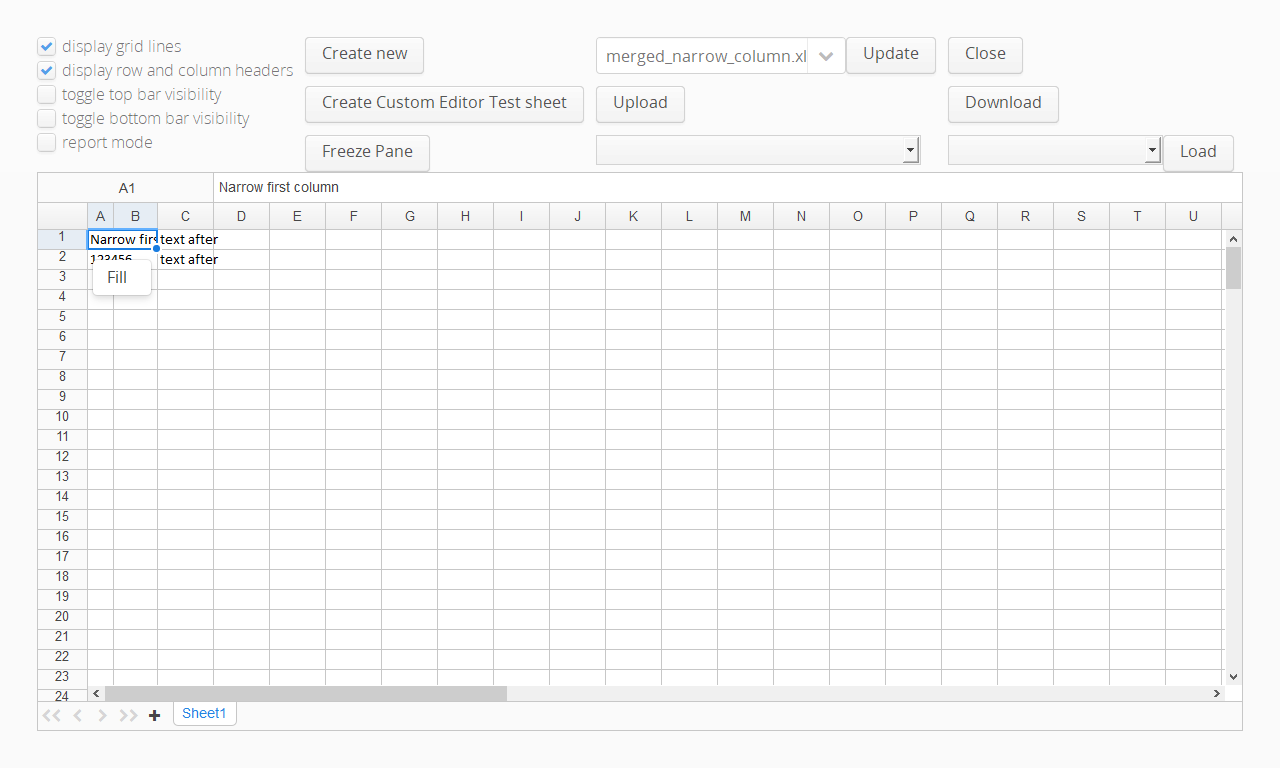 display grid lines
display row and column headers
toggle top bar visibility
toggle bottom bar visibility
report mode
Create new
merged_narrow_column.xl
Update
Close
Create Custom Editor Test sheet
Upload
Download
Freeze Pane
Load
A1
Narrow first column
A B C D E F G H I J K L M N O P Q R S T U
1 Narrow firs text after
2 123456 text after
Fill
3
4
5
6
7
8
9
10
11
12
13
14
15
16
17
18
19
20
21
22
23
24
Sheet1